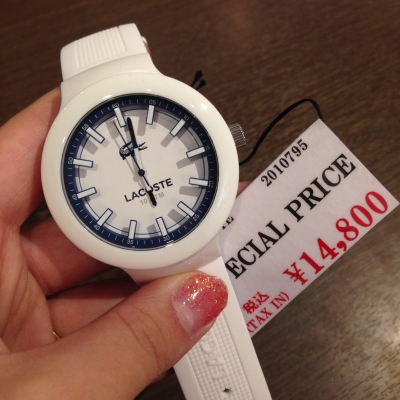 LACOSTE
2010795
ECIAL PRICE
¥14,800
税込
(TAX IN)